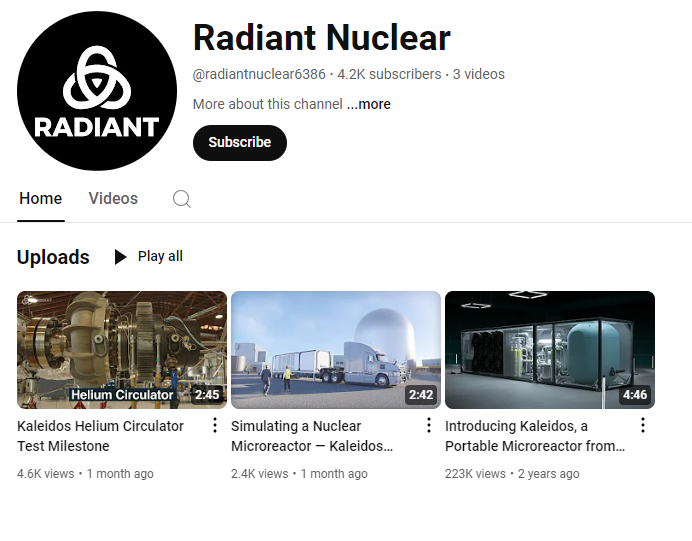 RADIANT
Radiant Nuclear
@radiantnuclear6386 · 4.2K subscribers · 3 videos
More about this channel ...more
Subscribe
Home
Videos
Uploads
Play all
Helium Circulator
2:45
2:42
4:46
Kaleidos Helium Circulator
Test Milestone
4.6K views • 1 month ago
Simulating a Nuclear
Microreactor — Kaleidos...
2.4K views • 1 month ago
Introducing Kaleidos, a
Portable Microreactor from...
223K views • 2 years ago